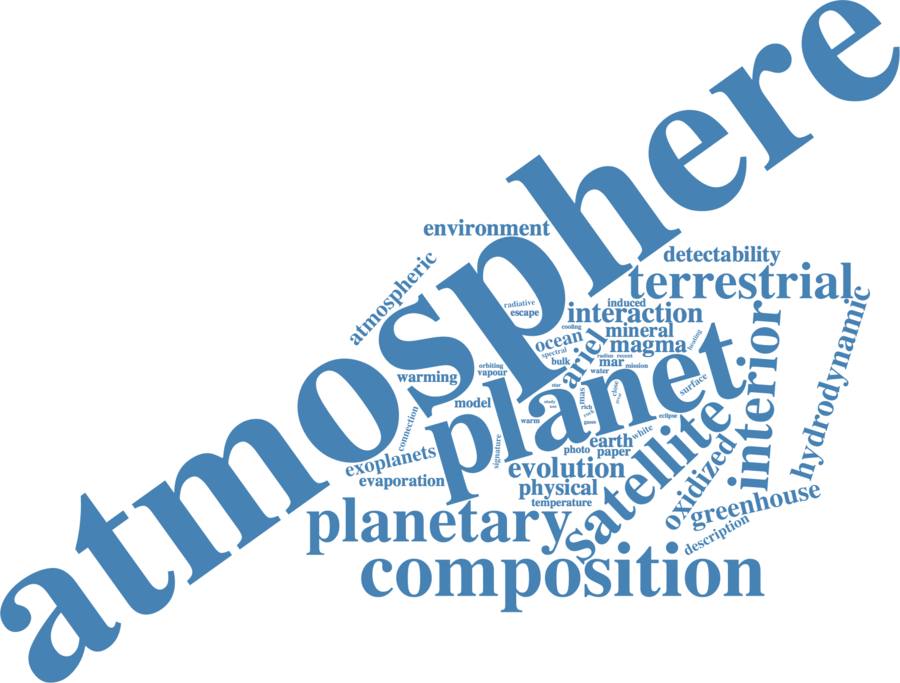 atmosphere
environment
detectability
atmospheric
terrestrial
radiative
escape
induced
interaction
hydrodynamic
cooling
mineral
ocean
magma
heating
spectral
ariel
radius
recent
bulk
mar
mission
orbiting
vapour
water
warming
planet
interior
surface
star
close
mas
model
study
rich
rock
connection
warm
gases
eclipse
white
satellite
signature
earth
photo
paper
exoplanets
evolution
oxidized
evaporation
physical
greenhouse
temperature
planetary
description
composition